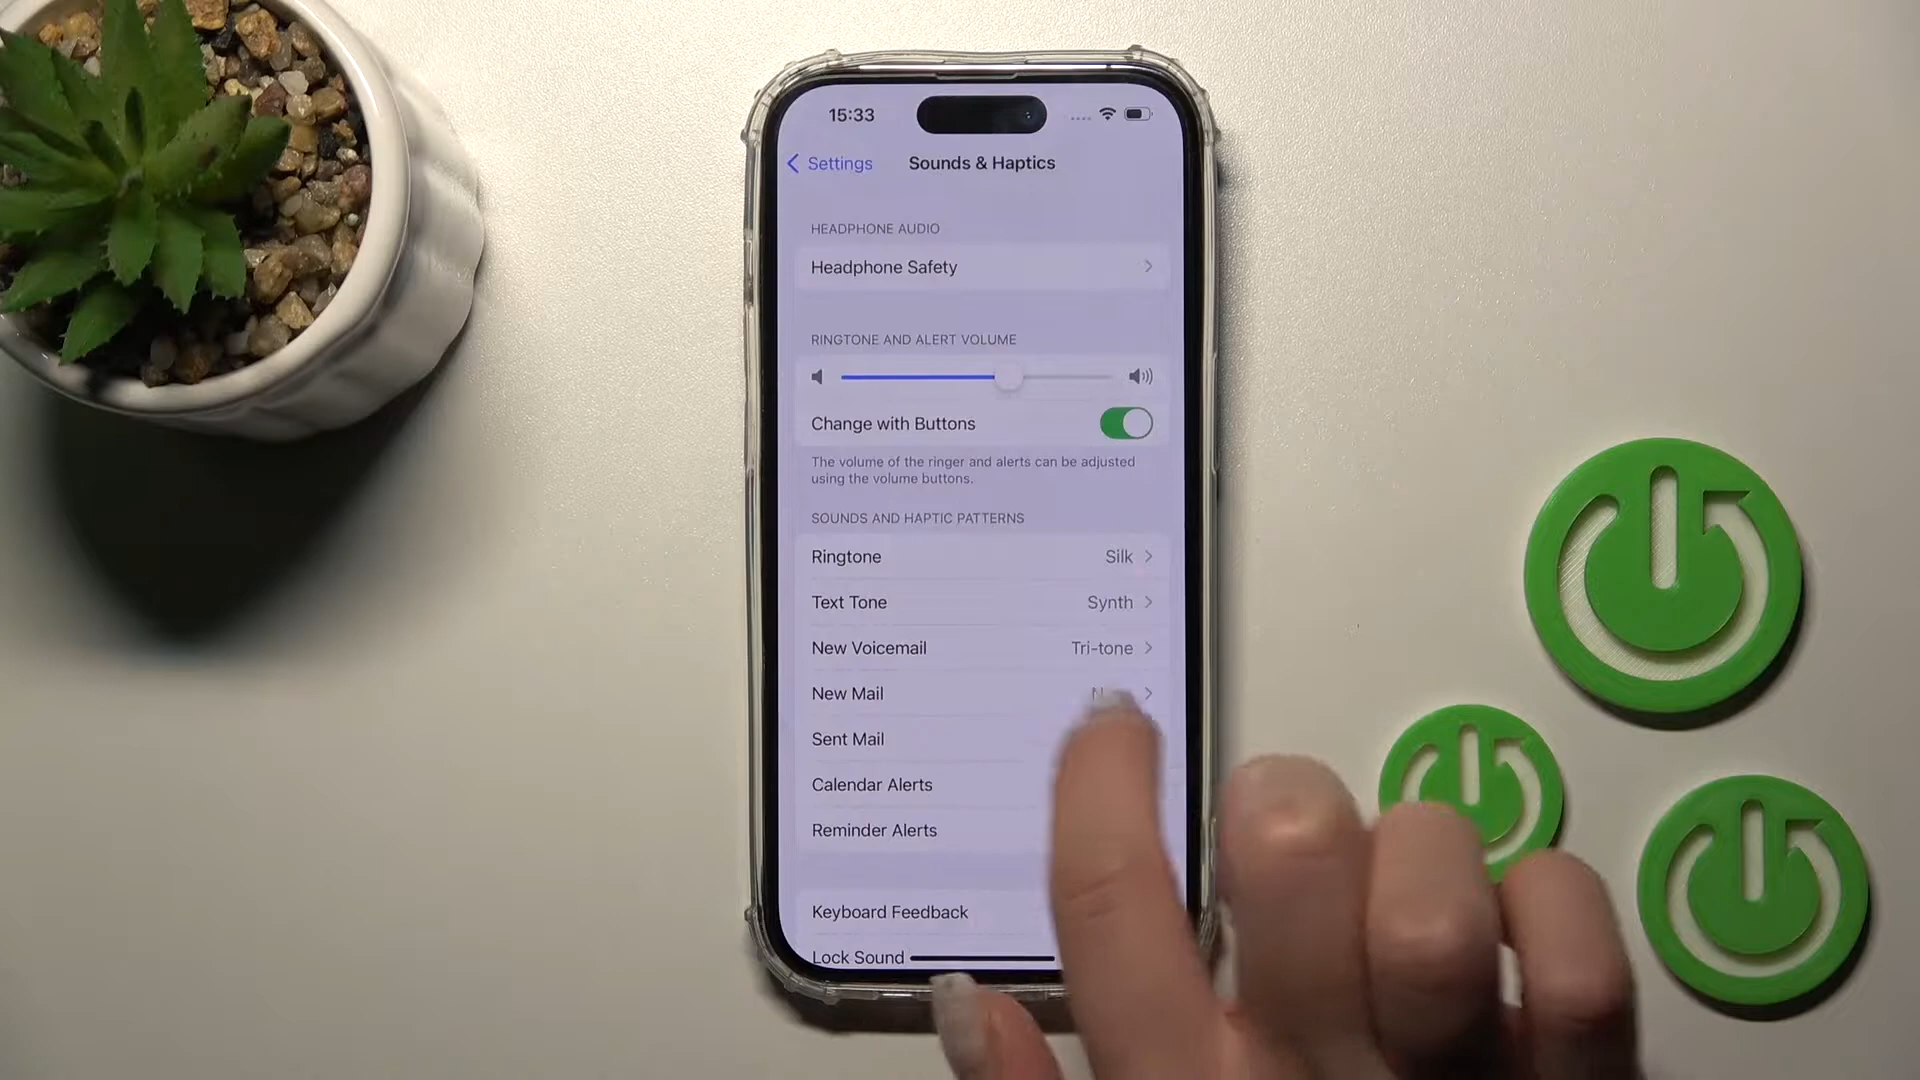 15:33
Settings
Sounds & Haptics
HEADPHONE AUDIO
Headphone Safety
RINGTONE AND ALERT VOLUME
Change with Buttons
The volume of the ringer and alerts can be adjusted
using the volume buttons.
SOUNDS AND HAPTIC PATTERNS
Ringtone Silk
Text Tone Synth
New Voicemail Tri-tone
New Mail
Sent Mail
Calendar Alerts
Reminder Alerts
Keyboard Feedback
Lock Sound